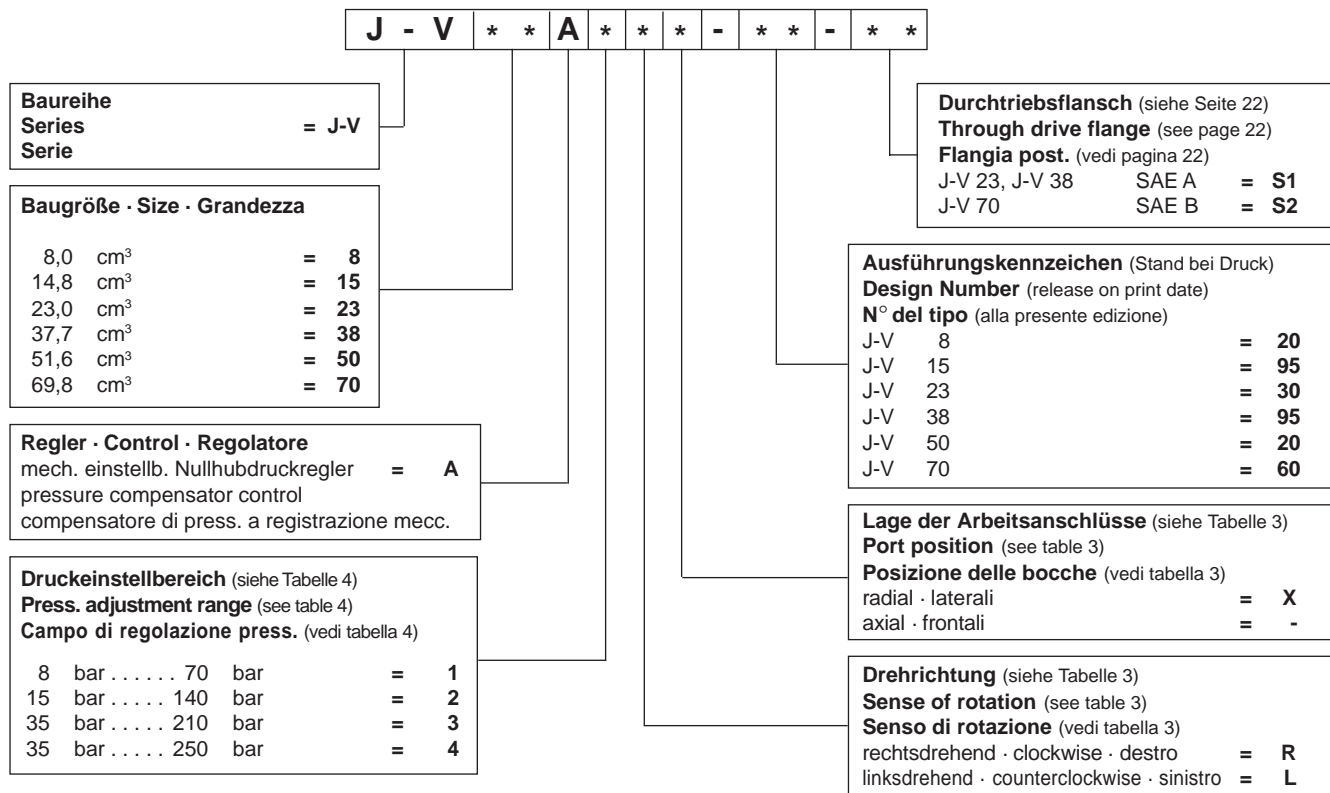 J - V * * A * * * - * * - * *
Baureihe
Series = J-V
Serie
Baugröße · Size · Grandezza
8,0 cm³ = 8
14,8 cm³ = 15
23,0 cm³ = 23
37,7 cm³ = 38
51,6 cm³ = 50
69,8 cm³ = 70
Regler · Control · Regolatore
mech. einstellb. Nullhubdruckregler = A
pressure compensator control
compensatore di press. a registrazione mecc.
Druckeinstellbereich (siehe Tabelle 4)
Press. adjustment range (see table 4)
Campo di regolazione press. (vedi tabella 4)
8 bar . . . . . . 70 bar = 1
15 bar . . . . . 140 bar = 2
35 bar . . . . . 210 bar = 3
35 bar . . . . . 250 bar = 4
Durchtriebsflansch (siehe Seite 22)
Through drive flange (see page 22)
Flangia post. (vedi pagina 22)
J-V 23, J-V 38 SAE A = S1
J-V 70 SAE B = S2
Ausführungskennzeichen (Stand bei Druck)
Design Number (release on print date)
N° del tipo (alla presente edizione)
J-V 8 = 20
J-V 15 = 95
J-V 23 = 30
J-V 38 = 95
J-V 50 = 20
J-V 70 = 60
Lage der Arbeitsanschlüsse (siehe Tabelle 3)
Port position (see table 3)
Posizione delle bocche (vedi tabella 3)
radial · laterali = X
axial · frontali = -
Drehrichtung (siehe Tabelle 3)
Sense of rotation (see table 3)
Senso di rotazione (vedi tabella 3)
rechtsdrehend · clockwise · destro = R
linksdrehend · counterclockwise · sinistro = L